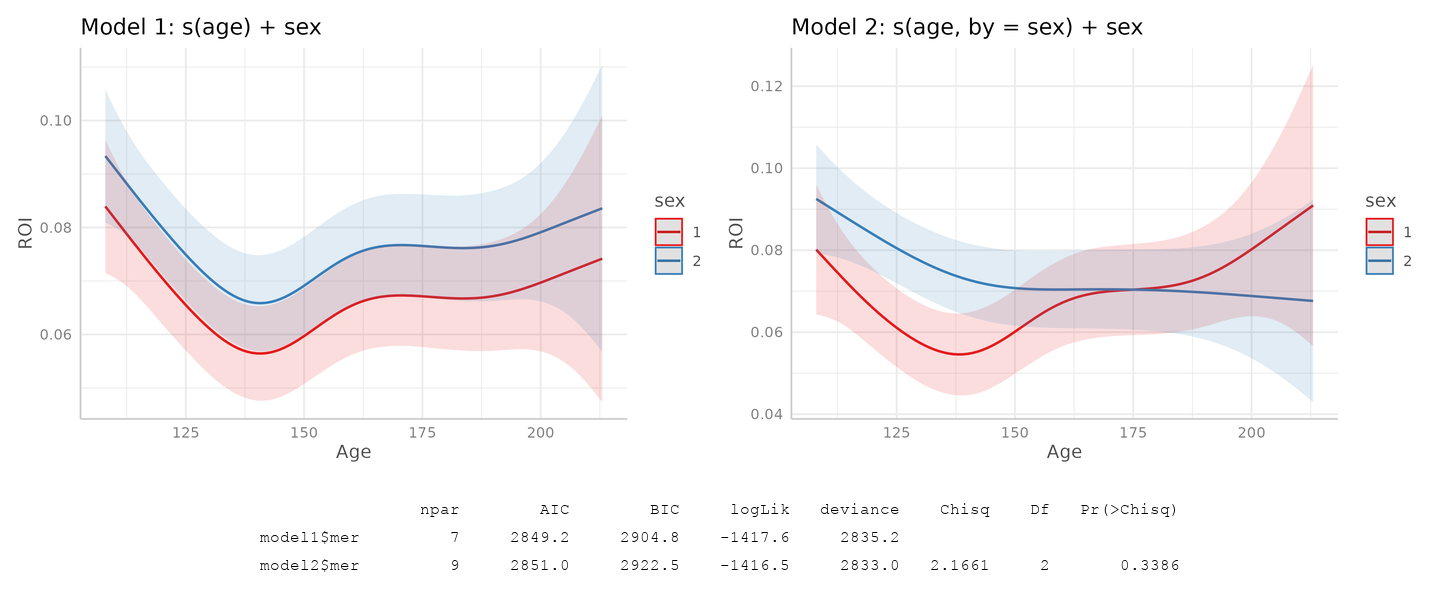 Model 1: s(age) + sex
0.10
0.08
0.06
ROI
125 150 175 200
Age
sex
1
2
Model 2: s(age, by = sex) + sex
0.12
0.10
0.08
0.06
0.04
ROI
125 150 175 200
Age
sex
1
2
npar AIC BIC logLik deviance Chisq Df Pr(>Chisq)
model1$mer 7 2849.2 2904.8 -1417.6 2835.2
model2$mer 9 2851.0 2922.5 -1416.5 2833.0 2.1661 2 0.3386